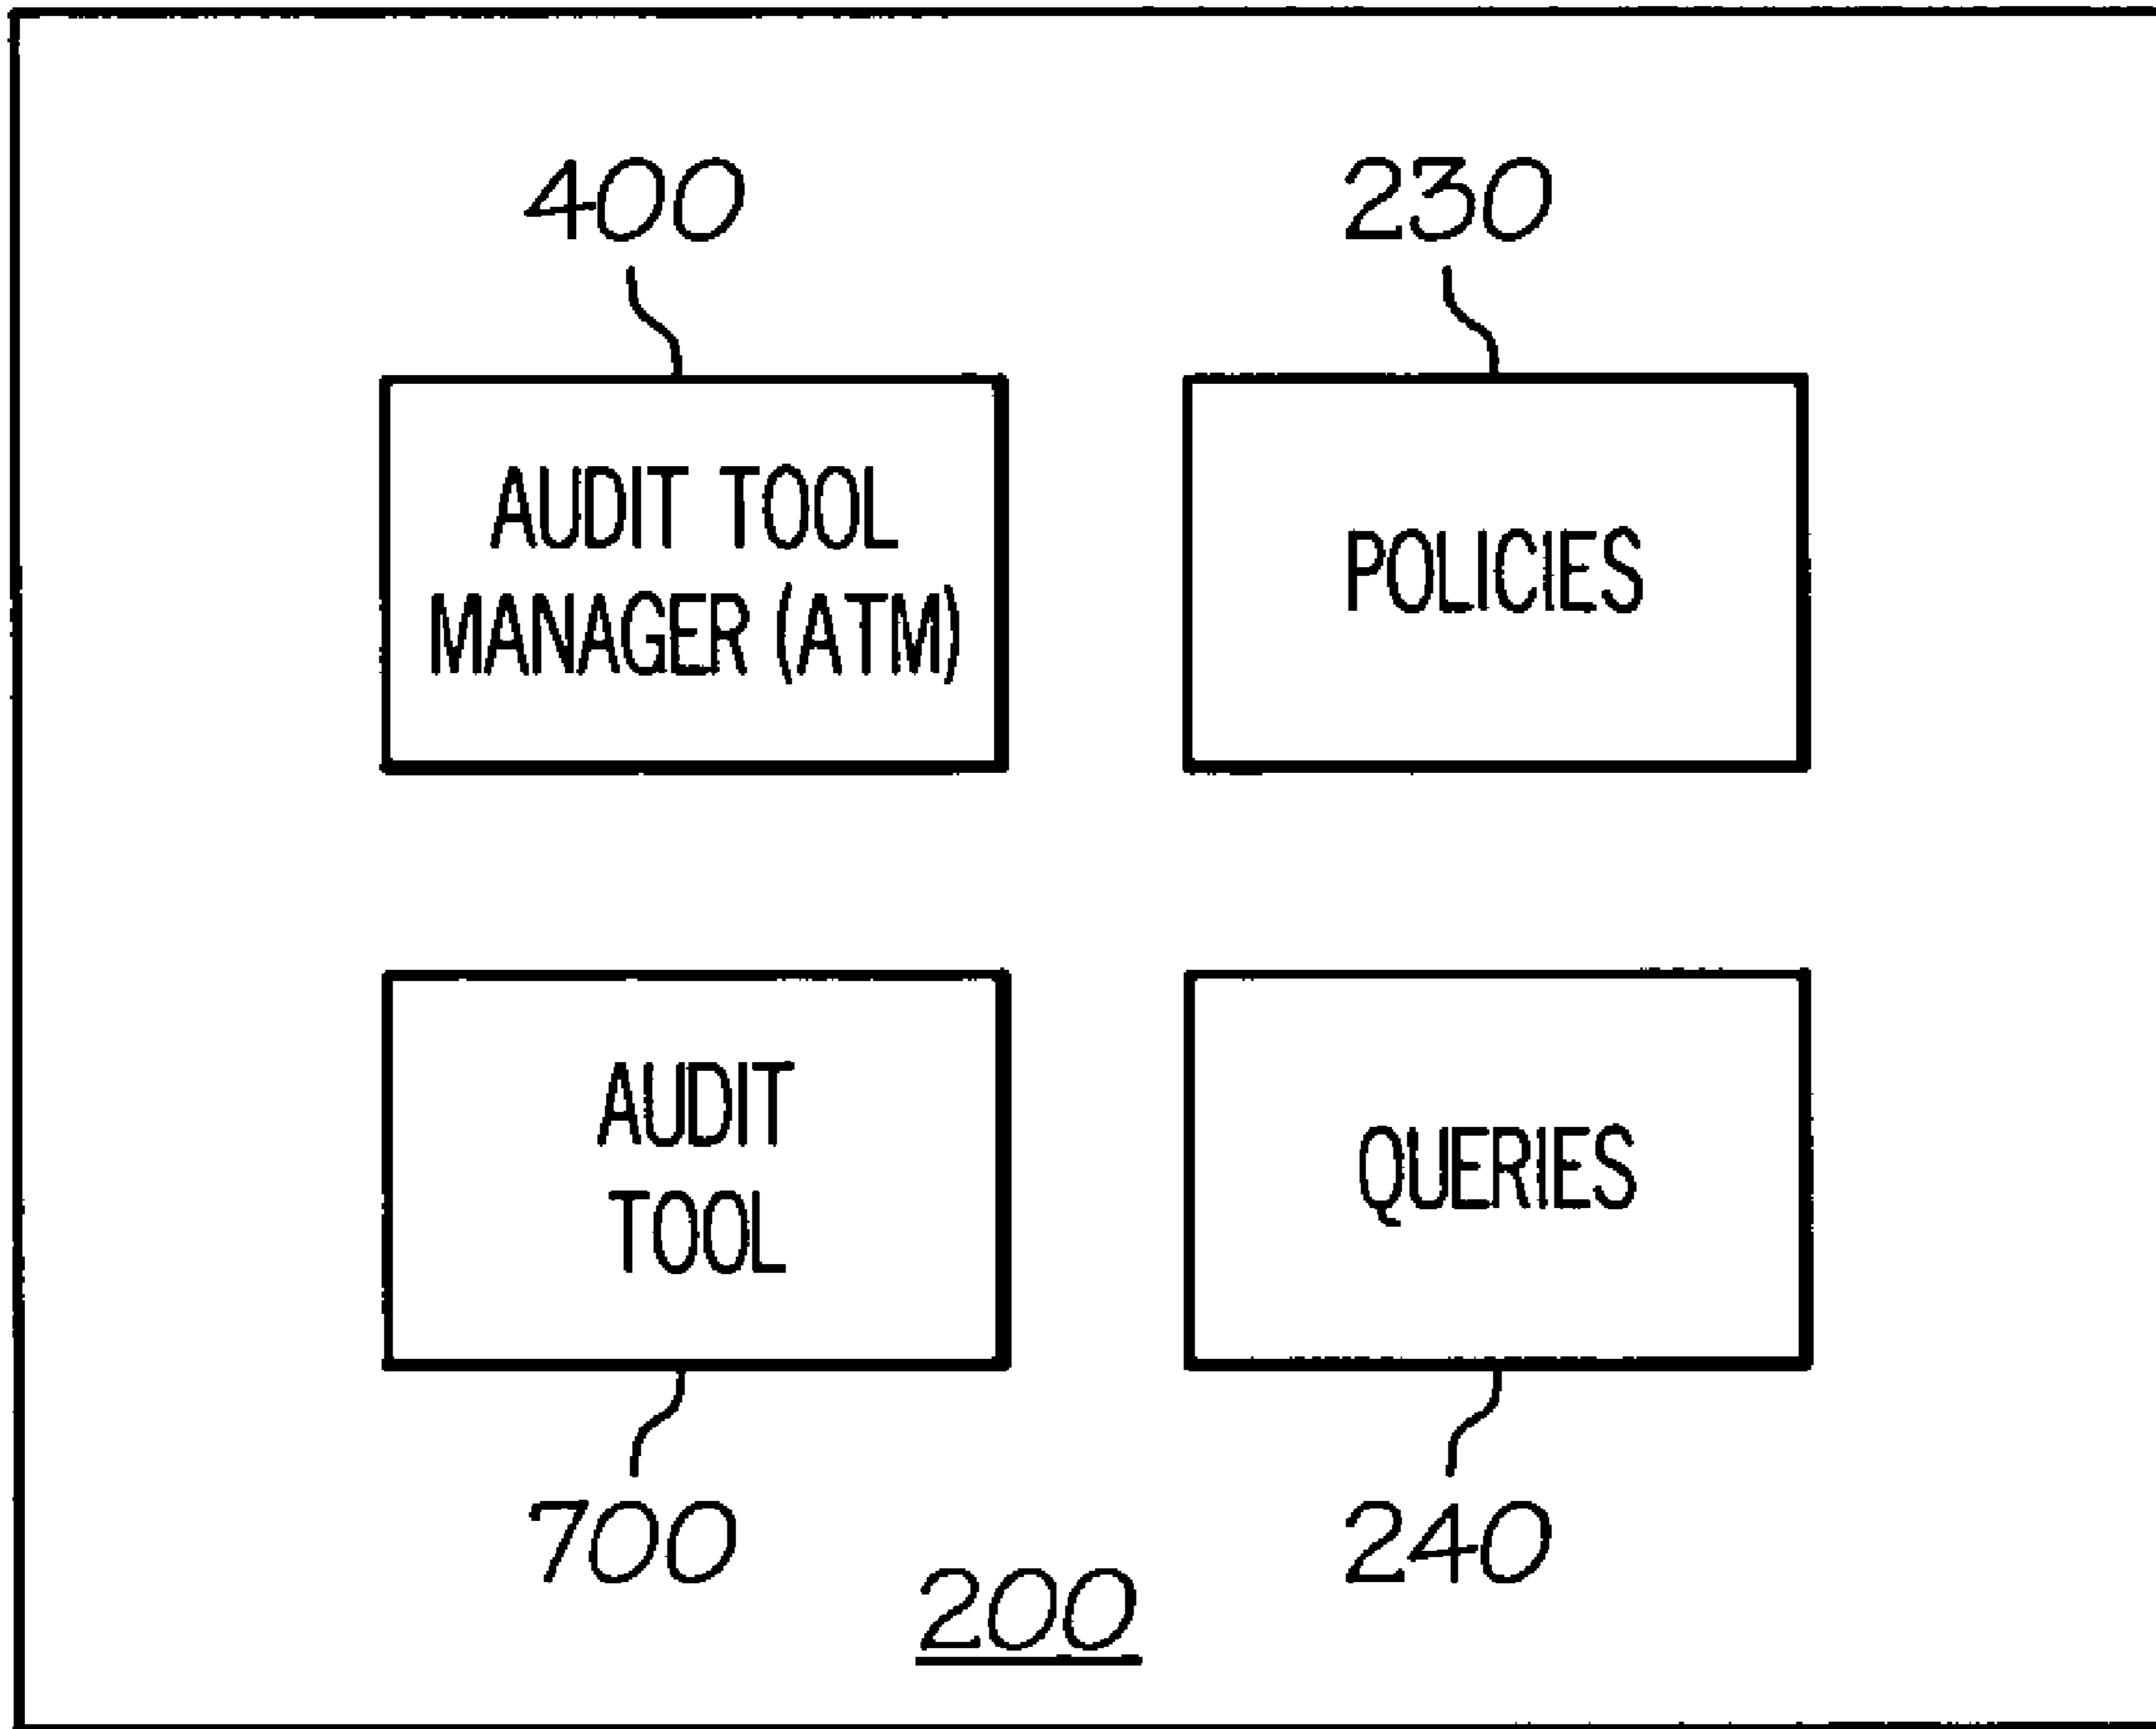 400
230
AUDIT TOOL
MANAGER (ATM)
POLICIES
AUDIT
TOOL
QUERIES
700
240
200